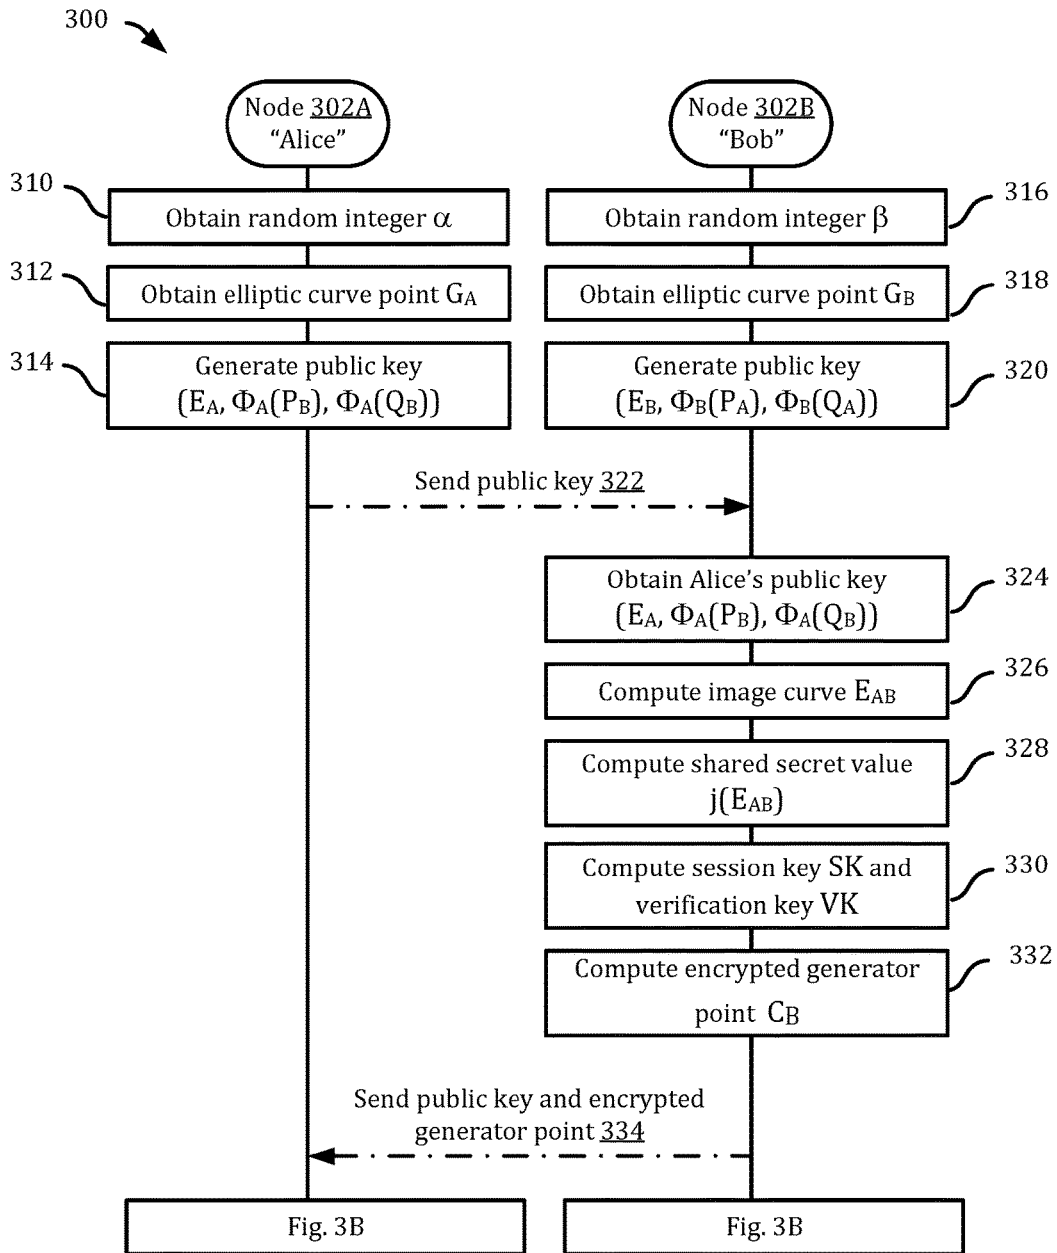 300
Node 302A
“Alice”
Node 302B
“Bob”
310
Obtain random integer α
Obtain random integer β
316
312
Obtain elliptic curve point GA
Obtain elliptic curve point GB
318
314
Generate public key
(EA, ΦA(PB), ΦA(QB))
Generate public key
(EB, ΦB(PA), ΦB(QA))
320
Send public key 322
Obtain Alice’s public key
(EA, ΦA(PB), ΦA(QB))
324
Compute image curve EAB
326
Compute shared secret value
j(EAB)
328
Compute session key SK and
verification key VK
330
Compute encrypted generator
point CB
332
Send public key and encrypted
generator point 334
Fig. 3B
Fig. 3B